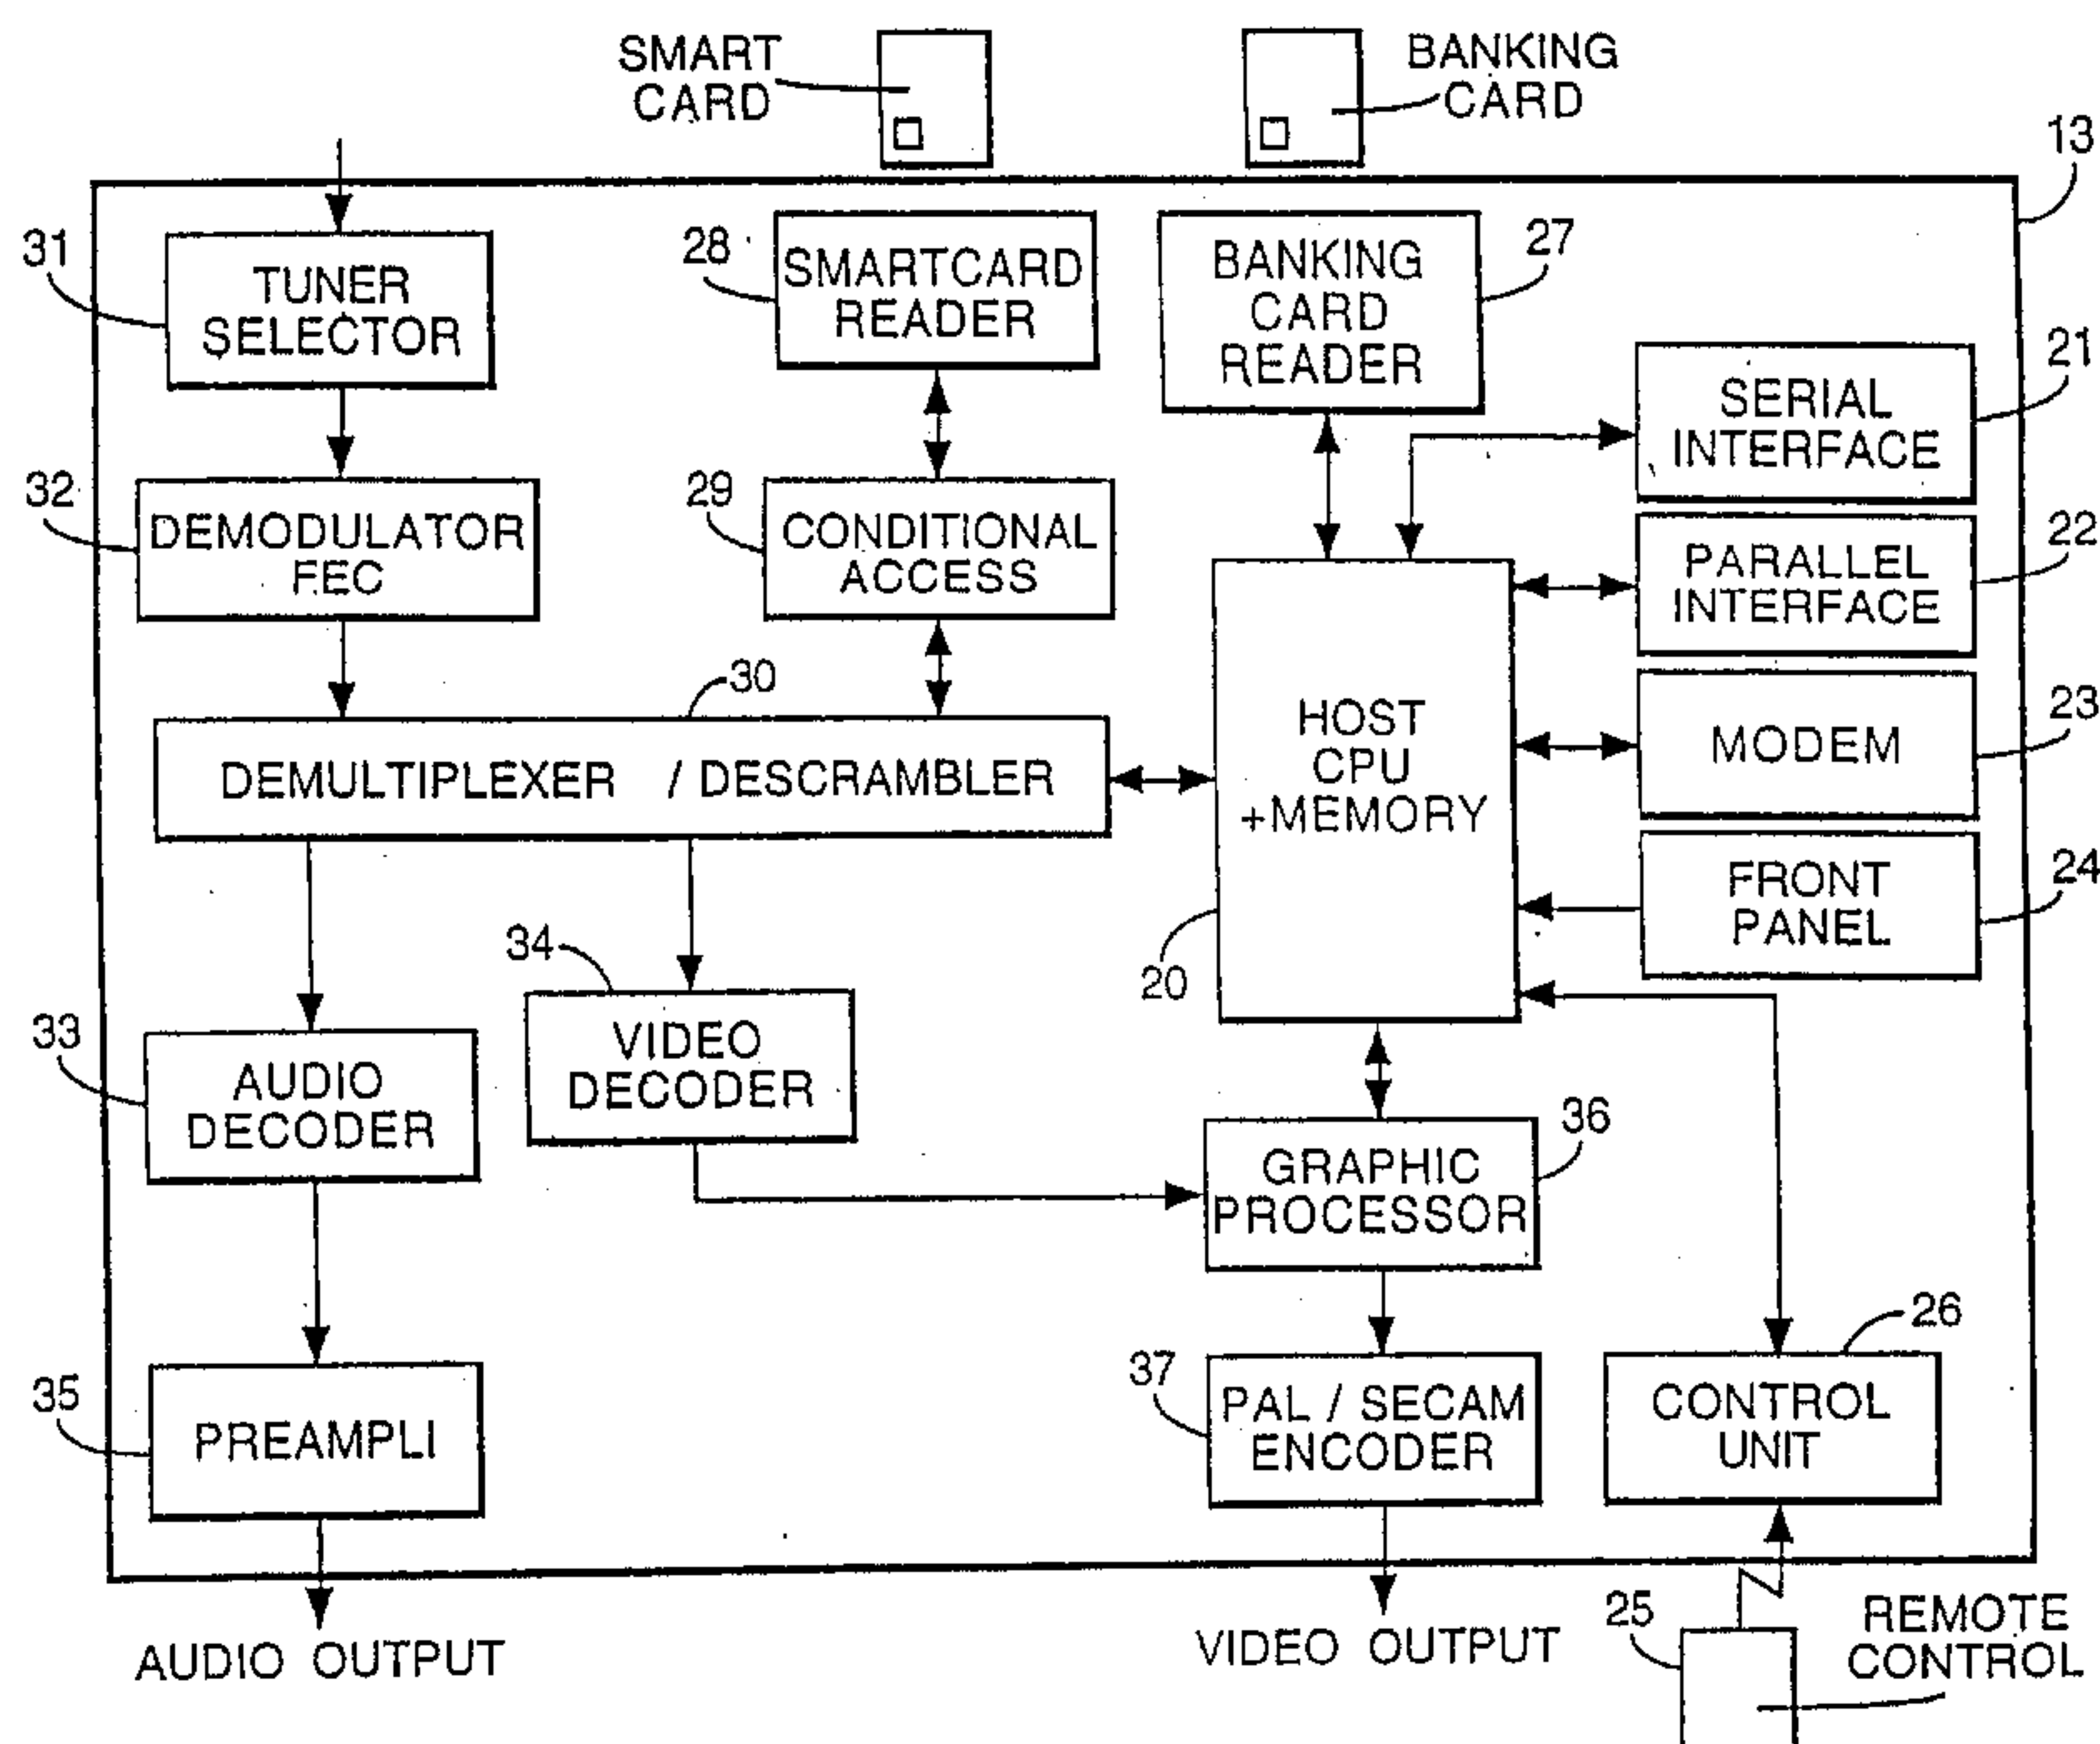 SMART
CARD
BANKING
CARD
13
31
TUNER
SELECTOR
28
SMARTCARD
READER
BANKING
CARD
READER
27
SERIAL
INTERFACE
21
32
DEMODULATOR
FEC
29
CONDITIONAL
ACCESS
PARALLEL
INTERFACE
22
30
DEMULTIPLEXER / DESCRAMBLER
HOST
CPU
+MEMORY
20
MODEM
23
FRONT
PANEL
24
33
AUDIO
DECODER
34
VIDEO
DECODER
GRAPHIC
PROCESSOR
36
35
PREAMPLI
37
PAL / SECAM
ENCODER
26
CONTROL
UNIT
AUDIO OUTPUT
VIDEO OUTPUT
25
REMOTE
CONTROL